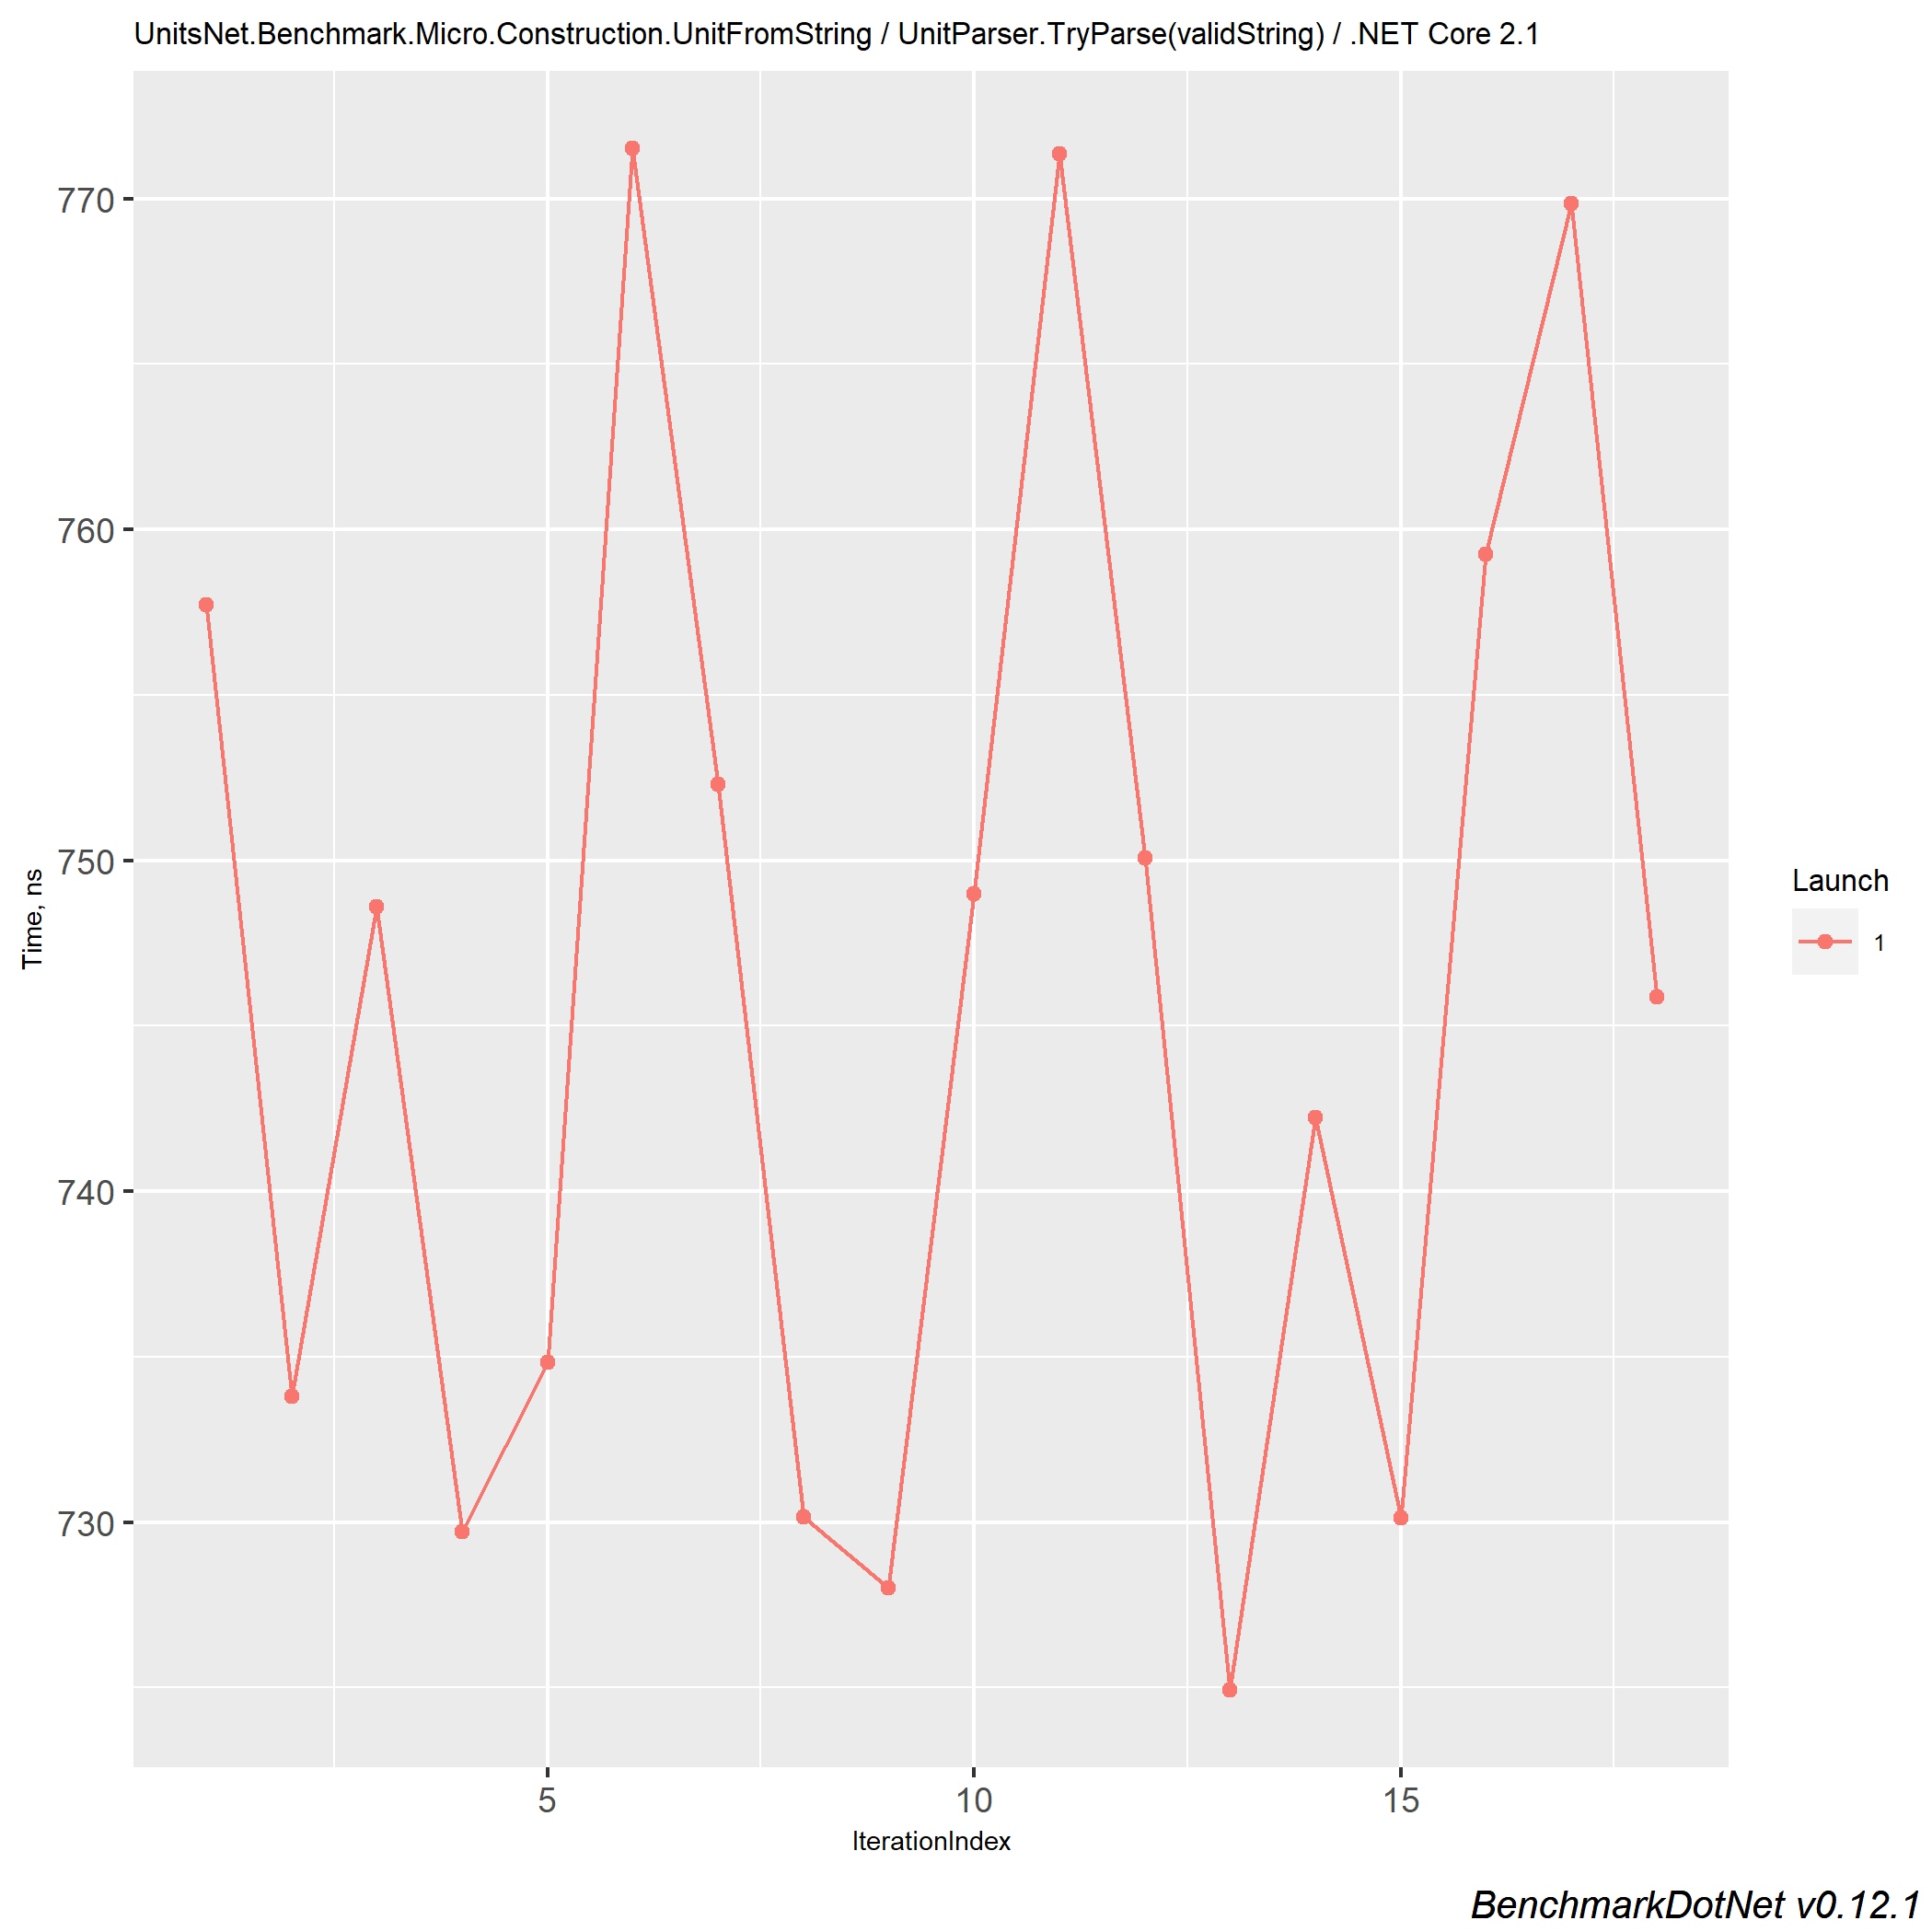 UnitsNet.Benchmark.Micro.Construction.UnitFromString / UnitParser.TryParse(validString) / .NET Core 2.1
770
760
750
740
730
Time, ns
5 10 15
IterationIndex
Launch
1
BenchmarkDotNet v0.12.1